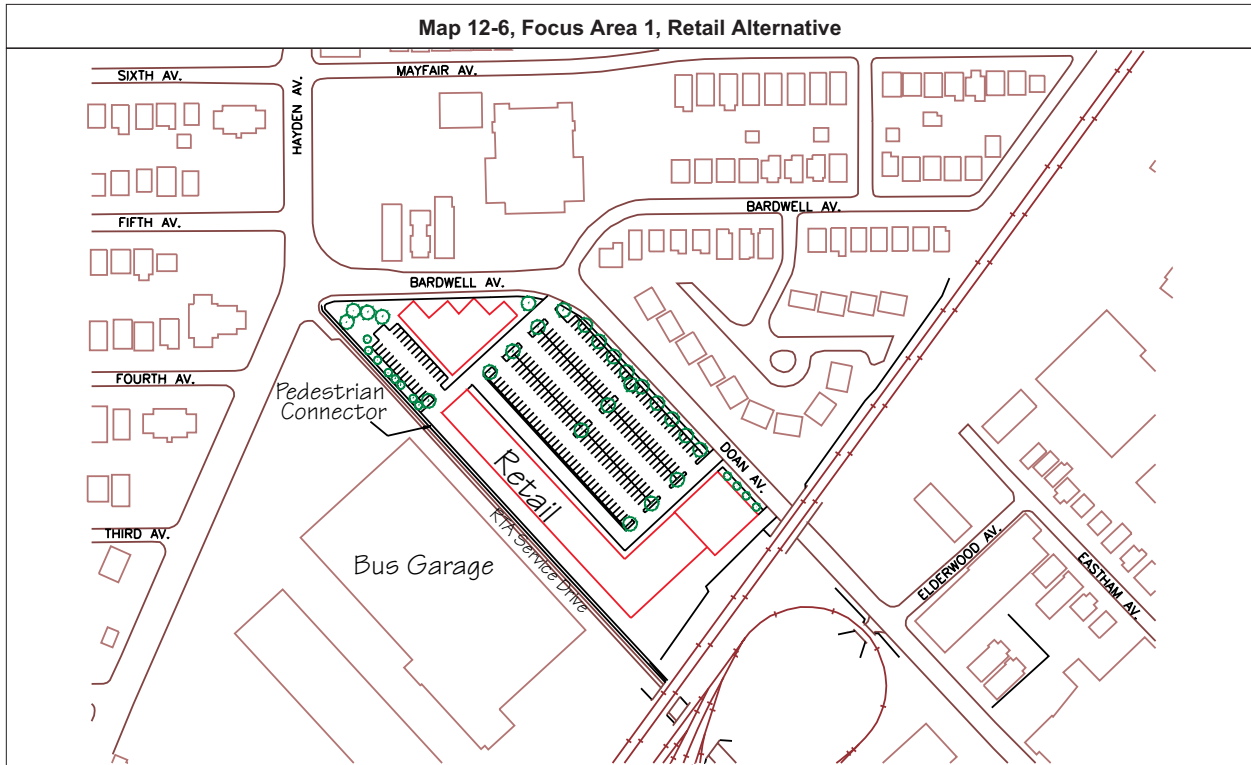 Map 12-6, Focus Area 1, Retail Alternative
SIXTH AV.
MAYFAIR AV.
HAYDEN AV.
BARDWELL AV.
FIFTH AV.
BARDWELL AV.
FOURTH AV.
Pedestrian
Connector
DOAN AV.
Retail
RTA Service Drive
THIRD AV.
Bus Garage
ELDERWOOD AV.
EASTHAM AV.